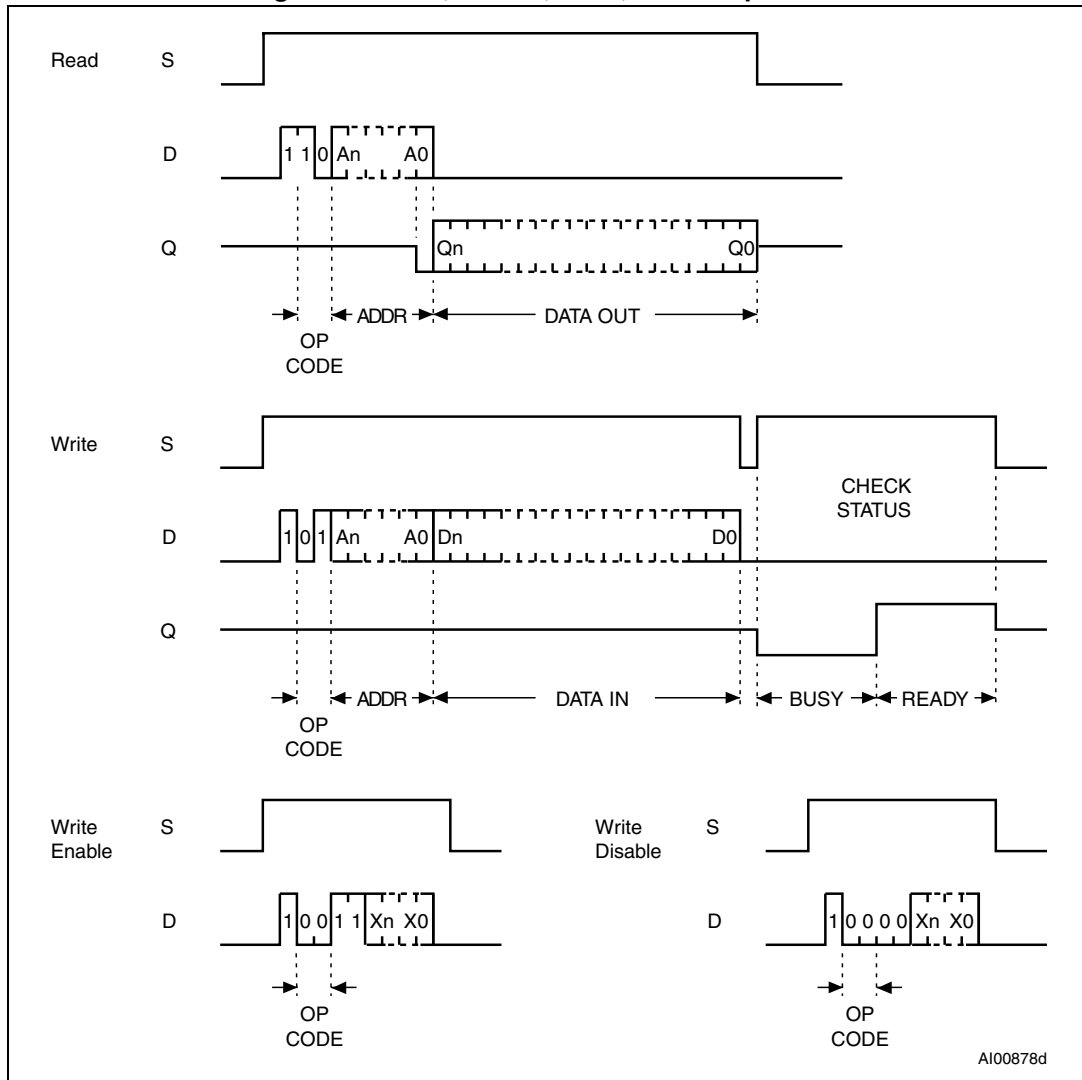 Read S
D 1 1 0 An A0
Q Qn Q0
ADDR DATA OUT
OP
CODE
Write S
CHECK
STATUS
D 1 0 1 An A0 Dn D0
Q
ADDR DATA IN BUSY READY
OP
CODE
Write
Enable
S
D 1 0 0 1 1 Xn X0
OP
CODE
Write
Disable
S
D 1 0 0 0 0 Xn X0
OP
CODE
AI00878d